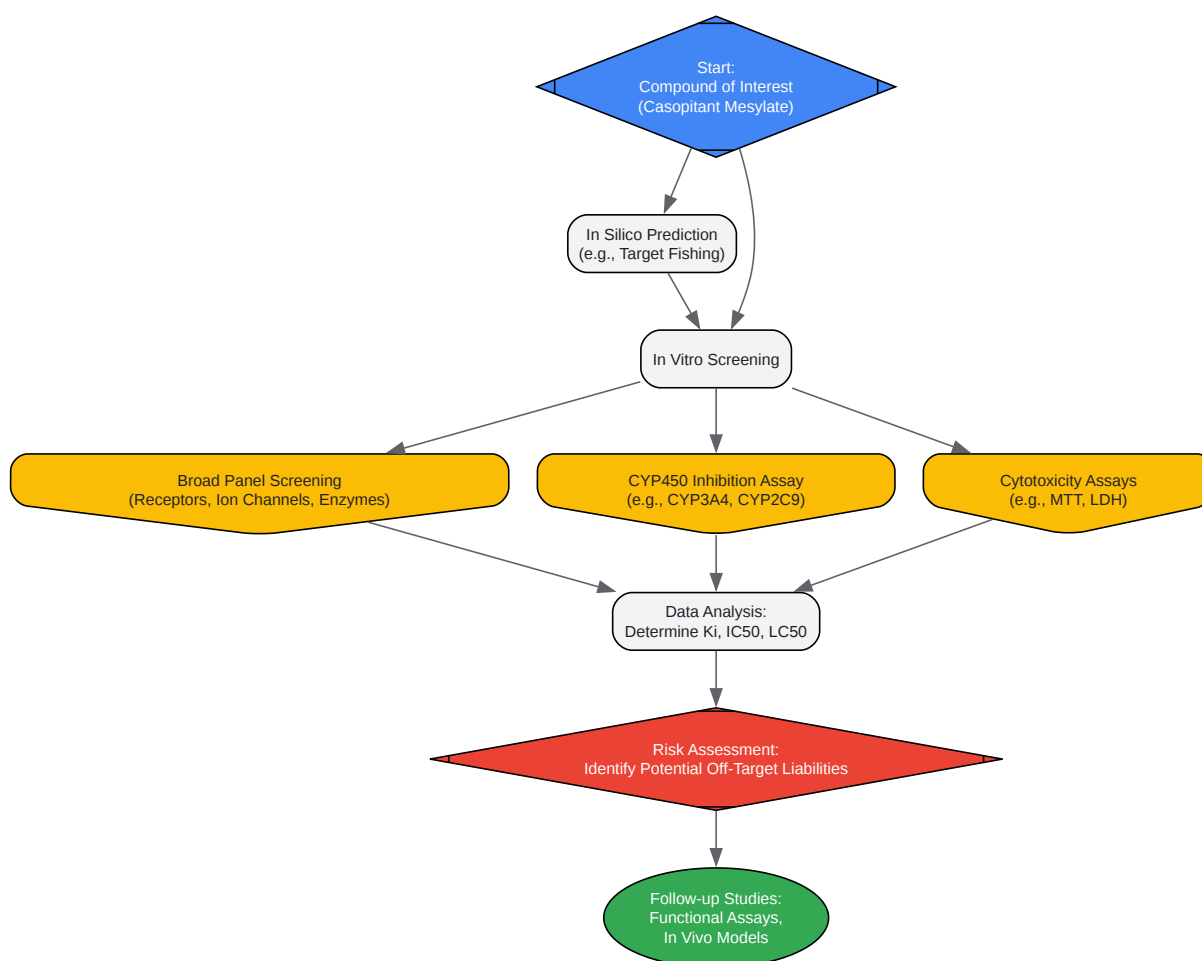 Start:
Compound of Interest
(Casopitant Mesylate)
In Silico Prediction
(e.g., Target Fishing)
In Vitro Screening
Broad Panel Screening
(Receptors, Ion Channels, Enzymes)
CYP450 Inhibition Assay
(e.g., CYP3A4, CYP2C9)
Cytotoxicity Assays
(e.g., MTT, LDH)
Data Analysis:
Determine Ki, IC50, LC50
Risk Assessment:
Identify Potential Off-Target Liabilities
Follow-up Studies:
Functional Assays,
In Vivo Models